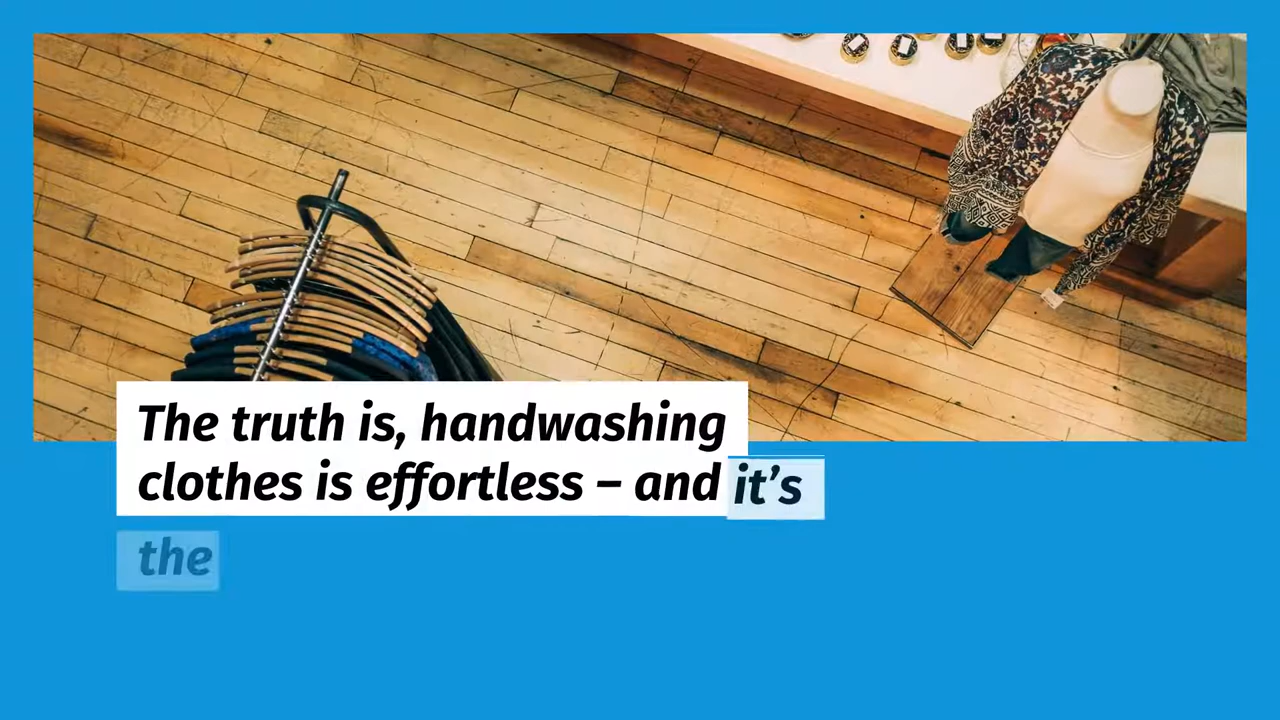 The truth is, handwashing
clothes is effortless – and it’s
the